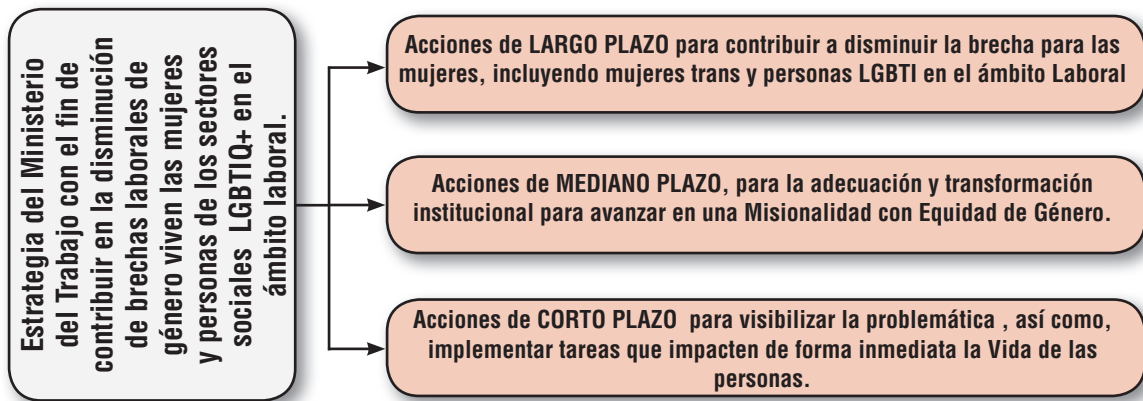 Estrategia del Ministerio
del Trabajo con el fin de
contribuir en la disminución
de brechas laborales de
género viven las mujeres
y personas de los sectores
sociales LGBTIQ+ en el
ámbito laboral.
Acciones de LARGO PLAZO para contribuir a disminuir la brecha para las
mujeres, incluyendo mujeres trans y personas LGBTI en el ámbito Laboral
Acciones de MEDIANO PLAZO, para la adecuación y transformación
institucional para avanzar en una Misionalidad con Equidad de Género.
Acciones de CORTO PLAZO para visibilizar la problemática , así como,
implementar tareas que impacten de forma inmediata la Vida de las
personas.